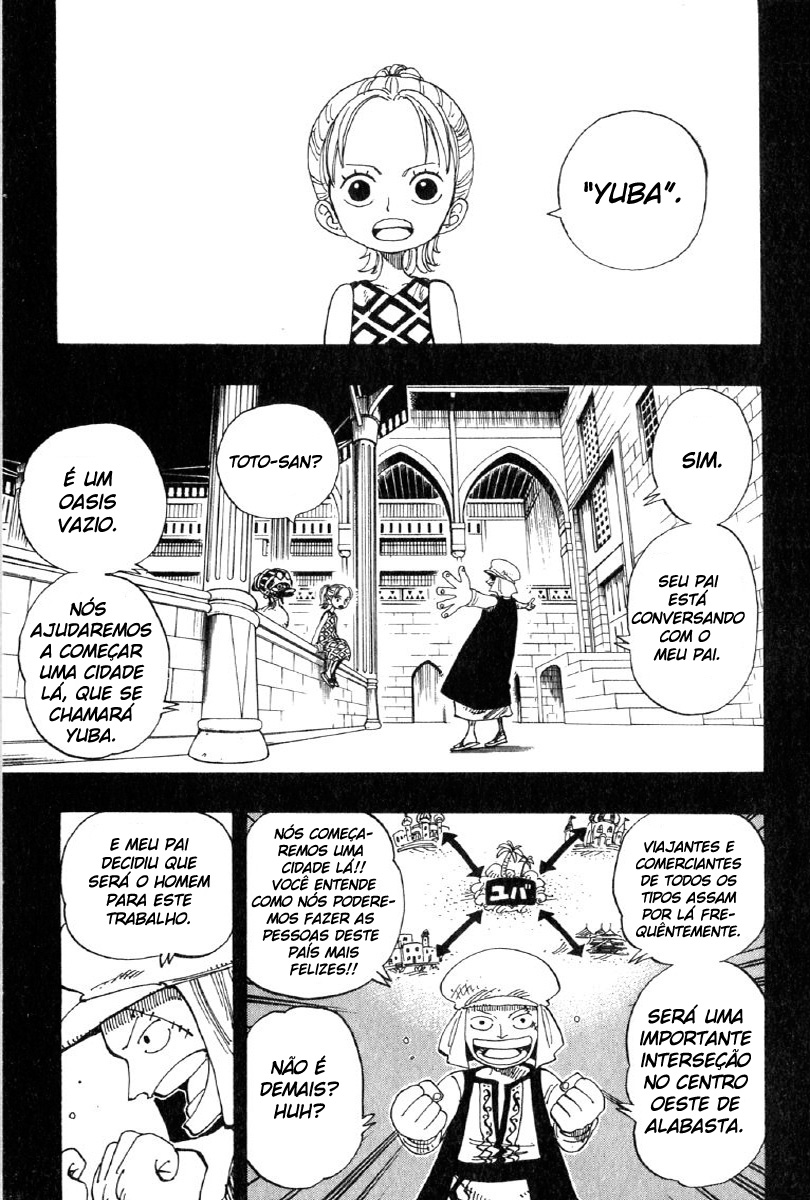 "YUBA".
SIM.
SEU PAI
ESTÁ
CONVERSANDO
COM O
MEU PAI.
TOTO-SAN?
É UM
OASIS
VAZIO.
NÓS
AJUDAREMOS
A COMEÇAR
UMA CIDADE
LÁ, QUE SE
CHAMARÁ
YUBA.
VIAJANTES E
COMERCIANTES
DE TODOS OS
TIPOS ASSAM
POR LÁ FRE-
QÜENTEMENTE.
SERÁ UMA
IMPORTANTE
INTERSEÇÃO
NO CENTRO
OESTE DE
ALABASTA.
ユバ
NÓS COMEÇA-
REMOS UMA
CIDADE LÁ!!
VOCÊ ENTENDE
COMO NÓS PODERE-
MOS FAZER AS
PESSOAS DESTE
PAÍS MAIS
FELIZES!!
NÃO É
DEMAIS?
HUH?
E MEU PAI
DECIDIU QUE
SERÁ O HOMEM
PARA ESTE
TRABALHO.